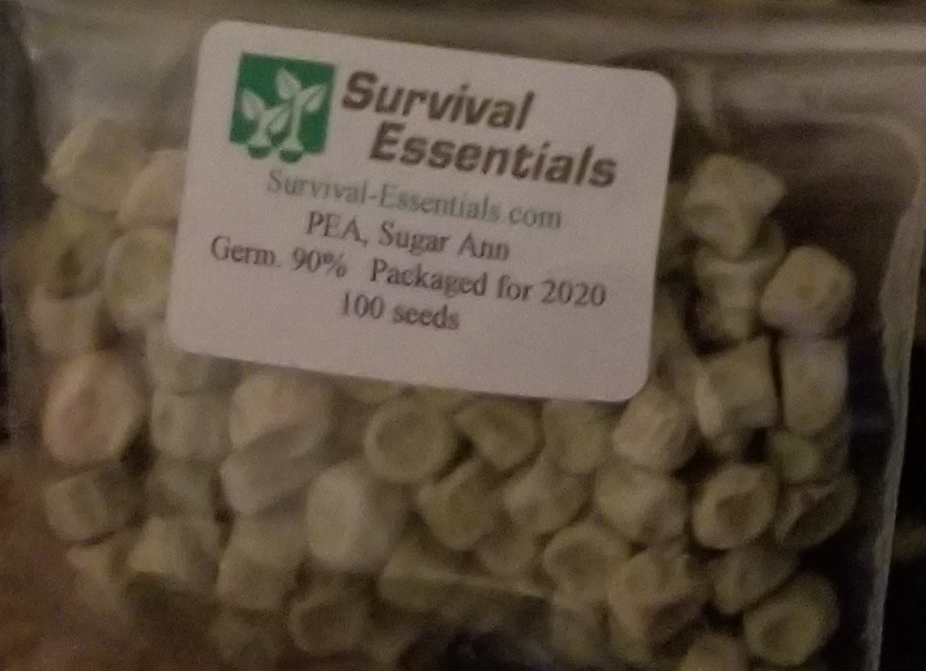 Survival
Essentials
Survival-Essentials.com
PEA, Sugar Ann
Germ. 90% Packaged for 2020
100 seeds